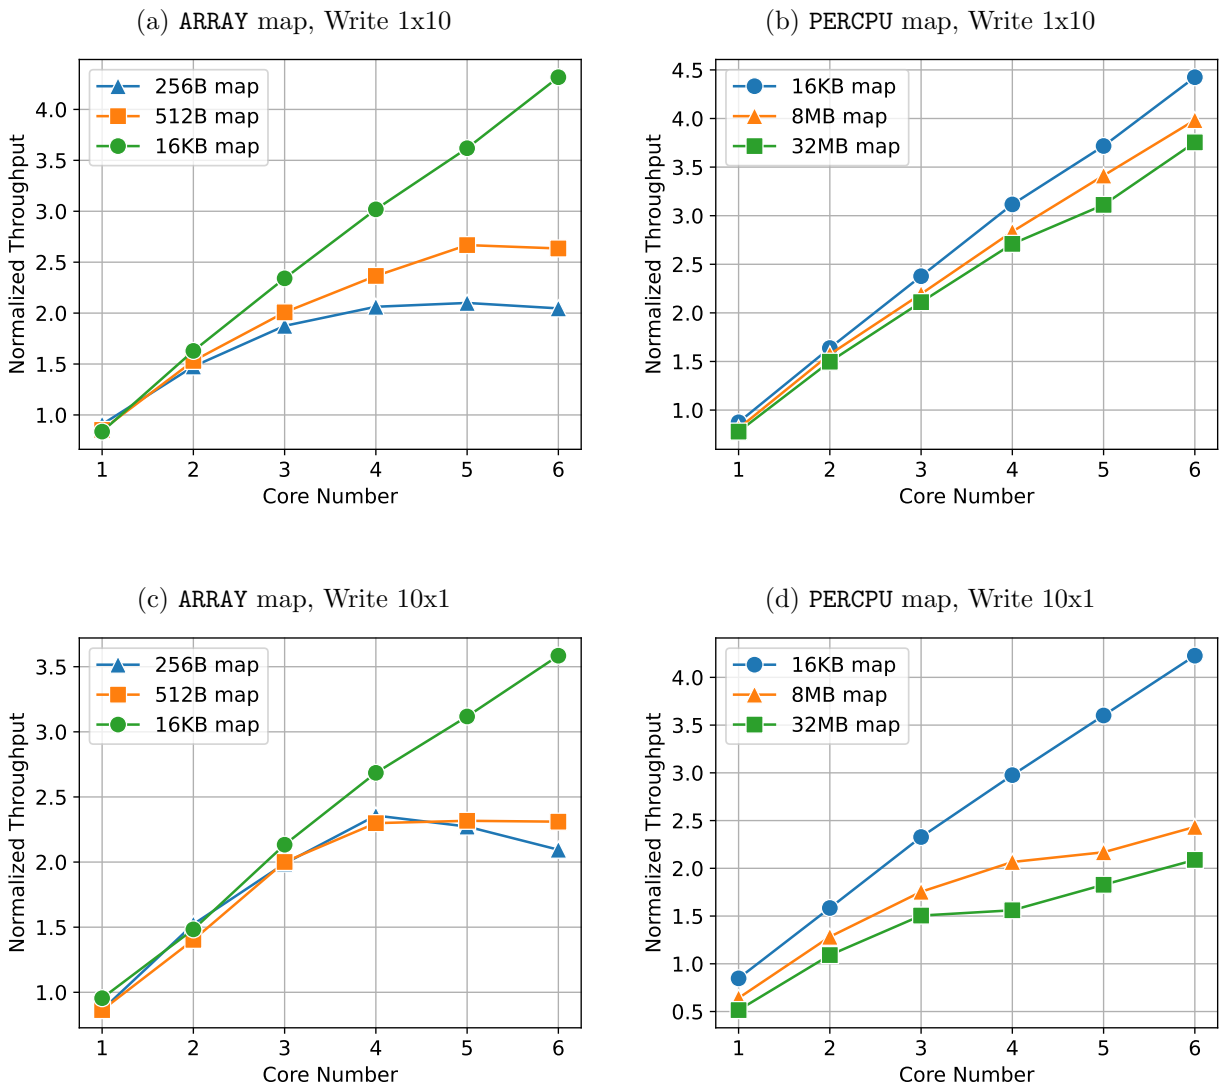 (a) ARRAY map, Write 1x10
256B map
512B map
16KB map
4.0
3.5
3.0
2.5
2.0
1.5
1.0
Normalized Throughput
1 2 3 4 5 6
Core Number
(b) PERCPU map, Write 1x10
16KB map
8MB map
32MB map
4.5
4.0
3.5
3.0
2.5
2.0
1.5
1.0
Normalized Throughput
1 2 3 4 5 6
Core Number
(c) ARRAY map, Write 10x1
256B map
512B map
16KB map
3.5
3.0
2.5
2.0
1.5
1.0
Normalized Throughput
1 2 3 4 5 6
Core Number
(d) PERCPU map, Write 10x1
16KB map
8MB map
32MB map
4.0
3.5
3.0
2.5
2.0
1.5
1.0
0.5
Normalized Throughput
1 2 3 4 5 6
Core Number